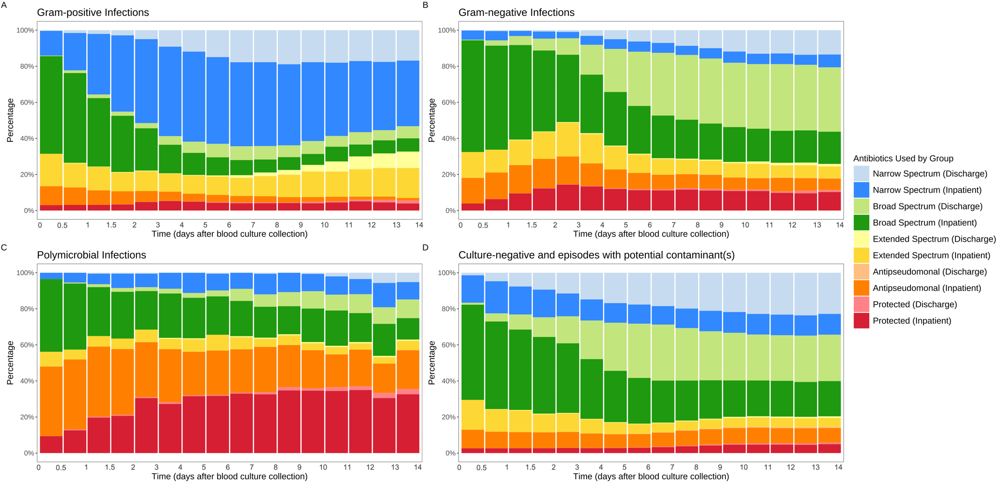 A
Gram-positive Infections
100%
80%
60%
40%
20%
0%
Percentage
0 0.5 1 1.5 2 3 4 5 6 7 8 9 10 11 12 13 14
Time (days after blood culture collection)
B
Gram-negative Infections
100%
80%
60%
40%
20%
0%
Percentage
0 0.5 1 1.5 2 3 4 5 6 7 8 9 10 11 12 13 14
Time (days after blood culture collection)
C
Polymicrobial Infections
100%
80%
60%
40%
20%
0%
Percentage
0 0.5 1 1.5 2 3 4 5 6 7 8 9 10 11 12 13 14
Time (days after blood culture collection)
D
Culture-negative and episodes with potential contaminant(s)
100%
80%
60%
40%
20%
0%
Percentage
0 0.5 1 1.5 2 3 4 5 6 7 8 9 10 11 12 13 14
Time (days after blood culture collection)
Antibiotics Used by Group
Narrow Spectrum (Discharge)
Narrow Spectrum (Inpatient)
Broad Spectrum (Discharge)
Broad Spectrum (Inpatient)
Extended Spectrum (Discharge)
Extended Spectrum (Inpatient)
Antipseudomonal (Discharge)
Antipseudomonal (Inpatient)
Protected (Discharge)
Protected (Inpatient)